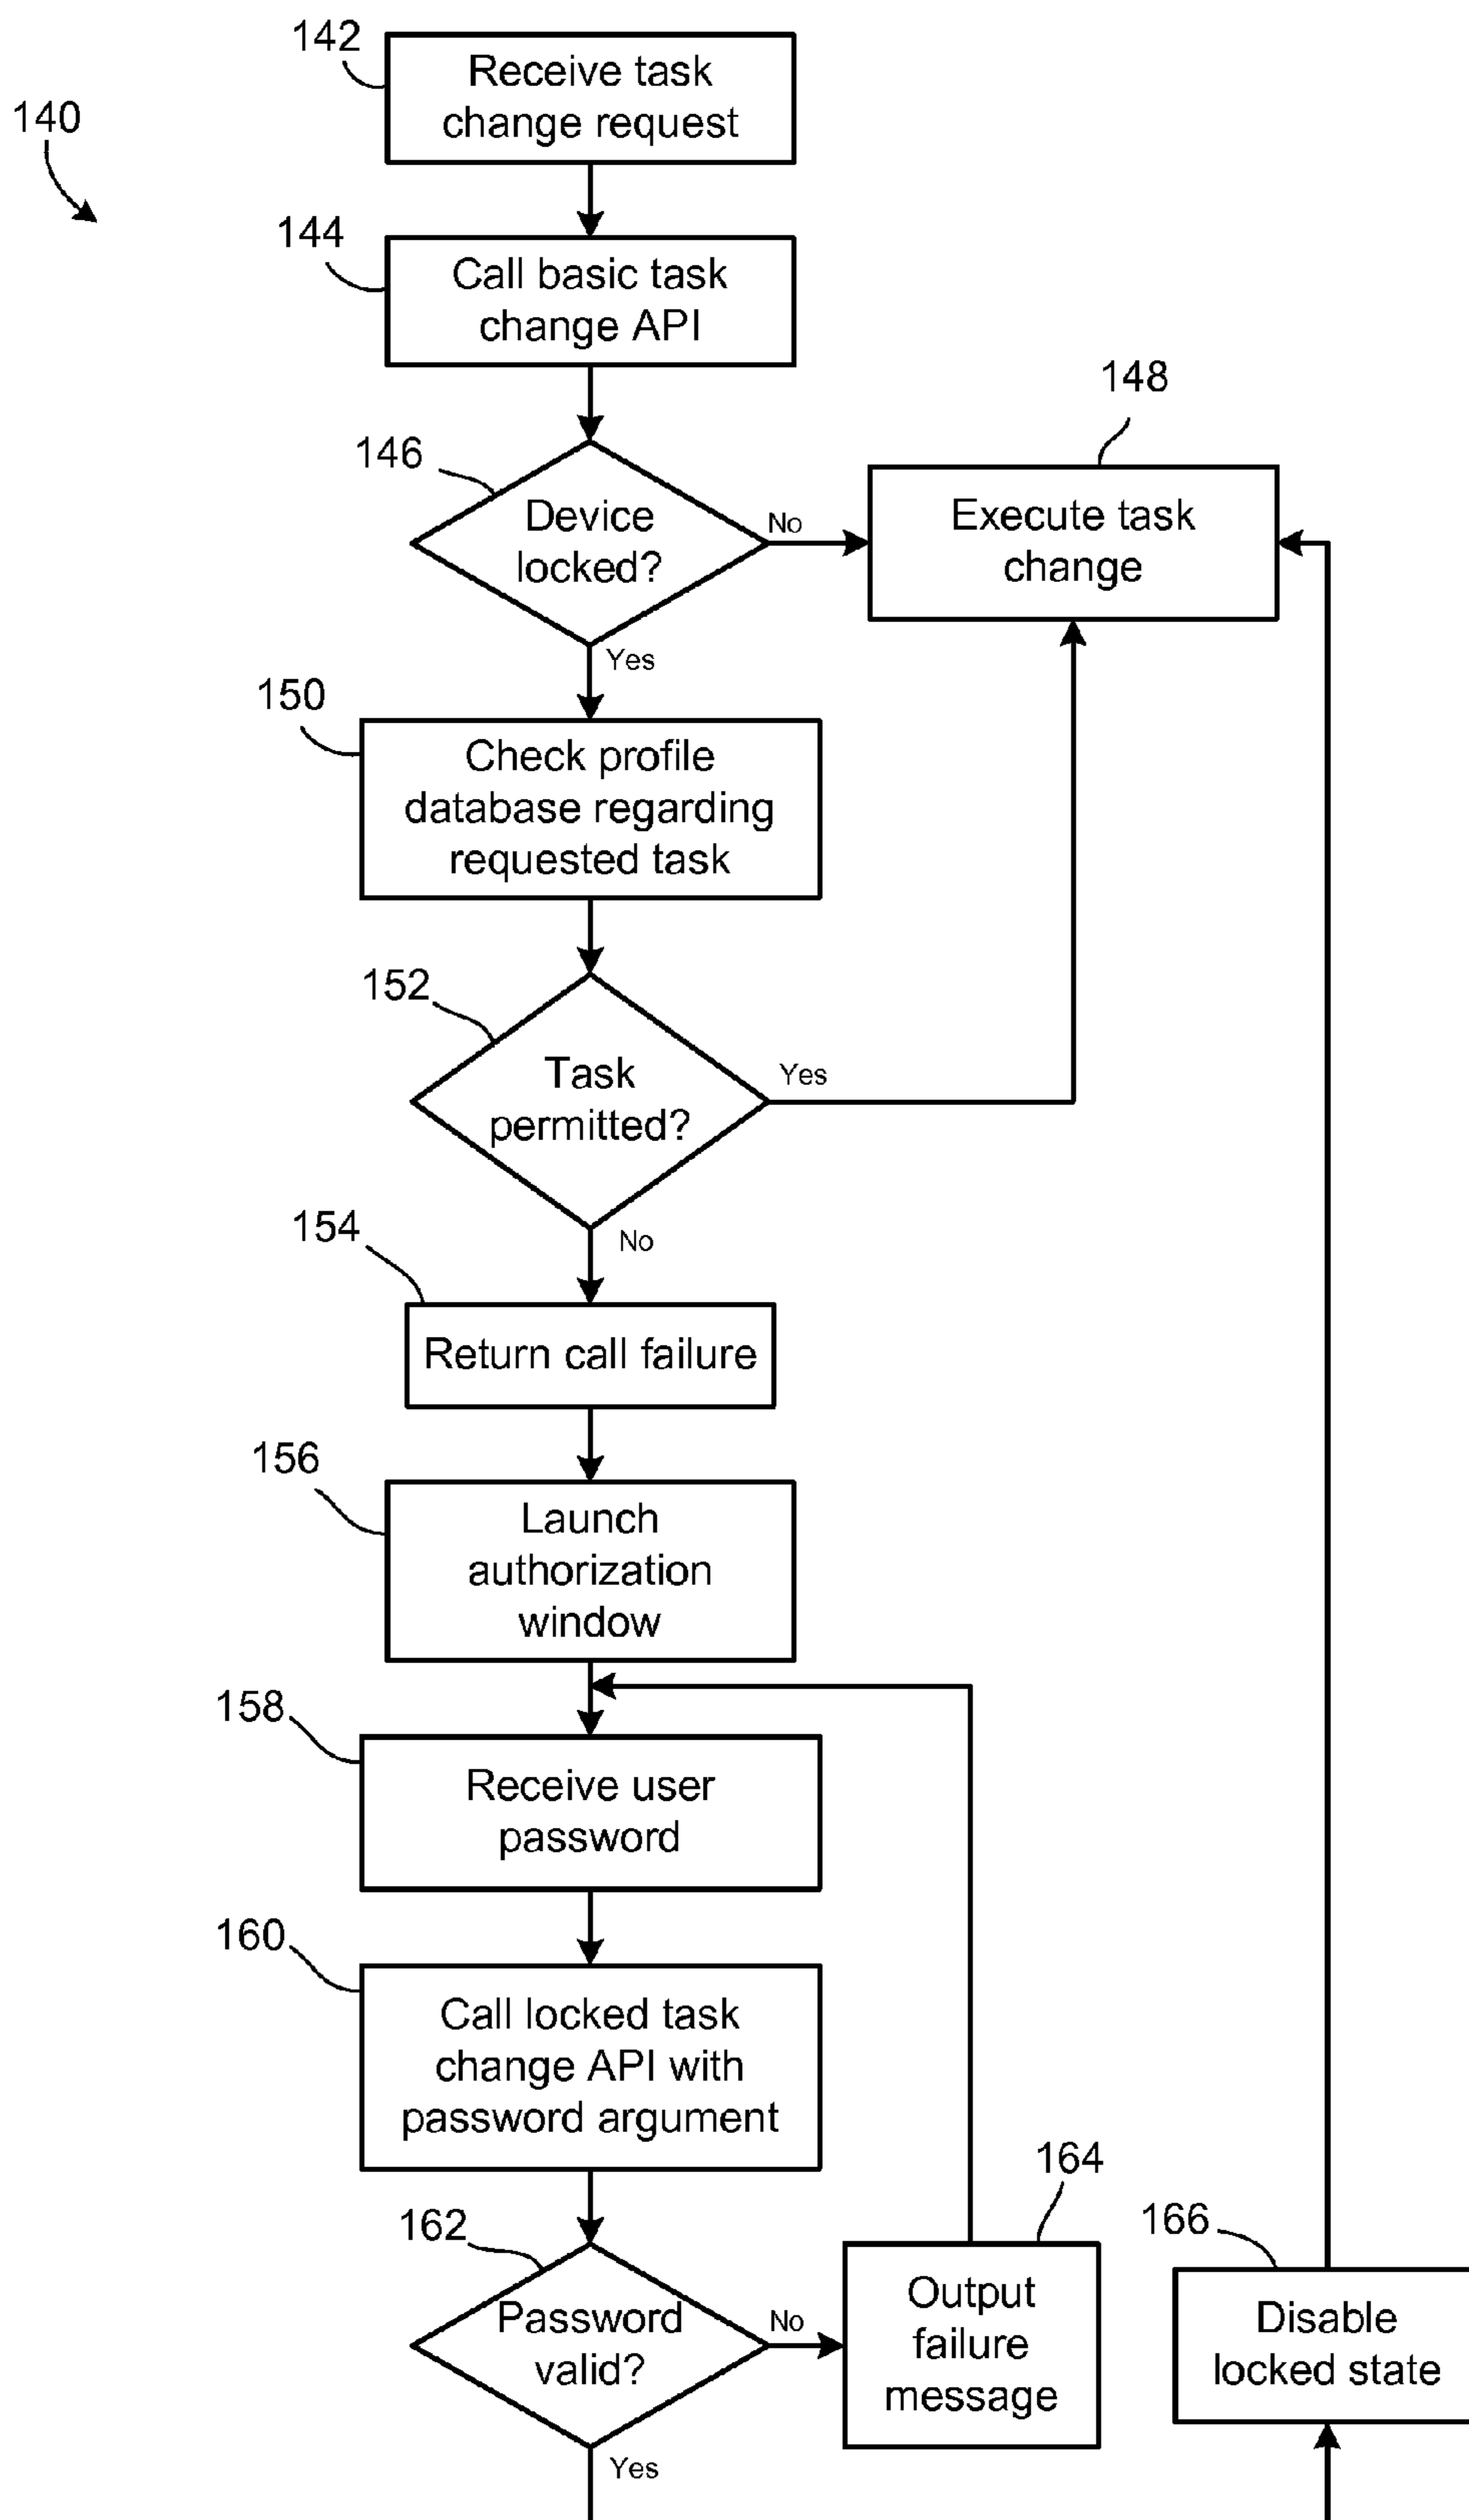 142
Receive task
change request
140
144
Call basic task
change API
148
146
Device
locked?
No
Execute task
change
Yes
150
Check profile
database regarding
requested task
152
Task
permitted?
Yes
154
No
Return call failure
156
Launch
authorization
window
158
Receive user
password
160
Call locked task
change API with
password argument
164
162
166
Password
valid?
No
Output
failure
message
Disable
locked state
Yes